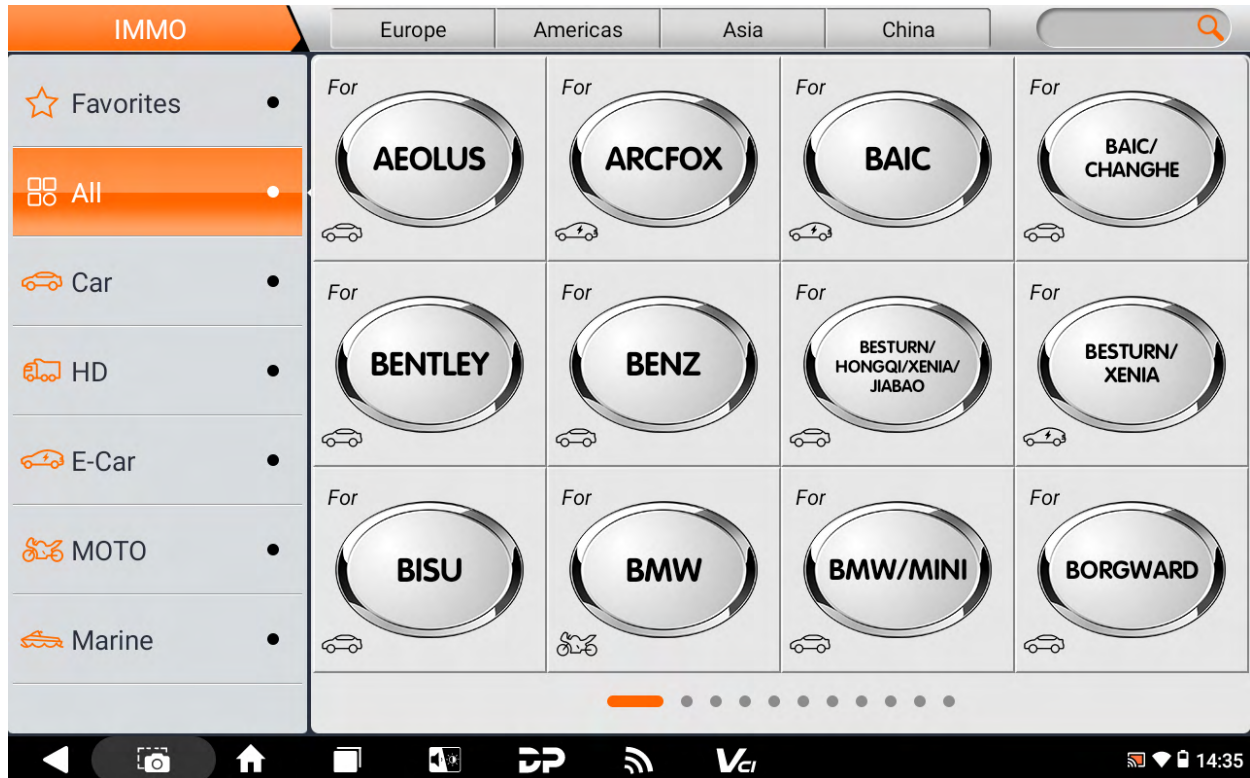 IMMO
Europe
Americas
Asia
China
Favorites
All
Car
HD
E-Car
MOTO
Marine
For
AEOLUS
For
ARCFOX
For
BAIC
For
BAIC/
CHANGHE
For
BENTLEY
For
BENZ
For
BESTURN/
HONGQI/XENIA/
JIABAO
For
BESTURN/
XENIA
For
BISU
For
BMW
For
BMW/MINI
For
BORGWARD
DP
VCI
14:35